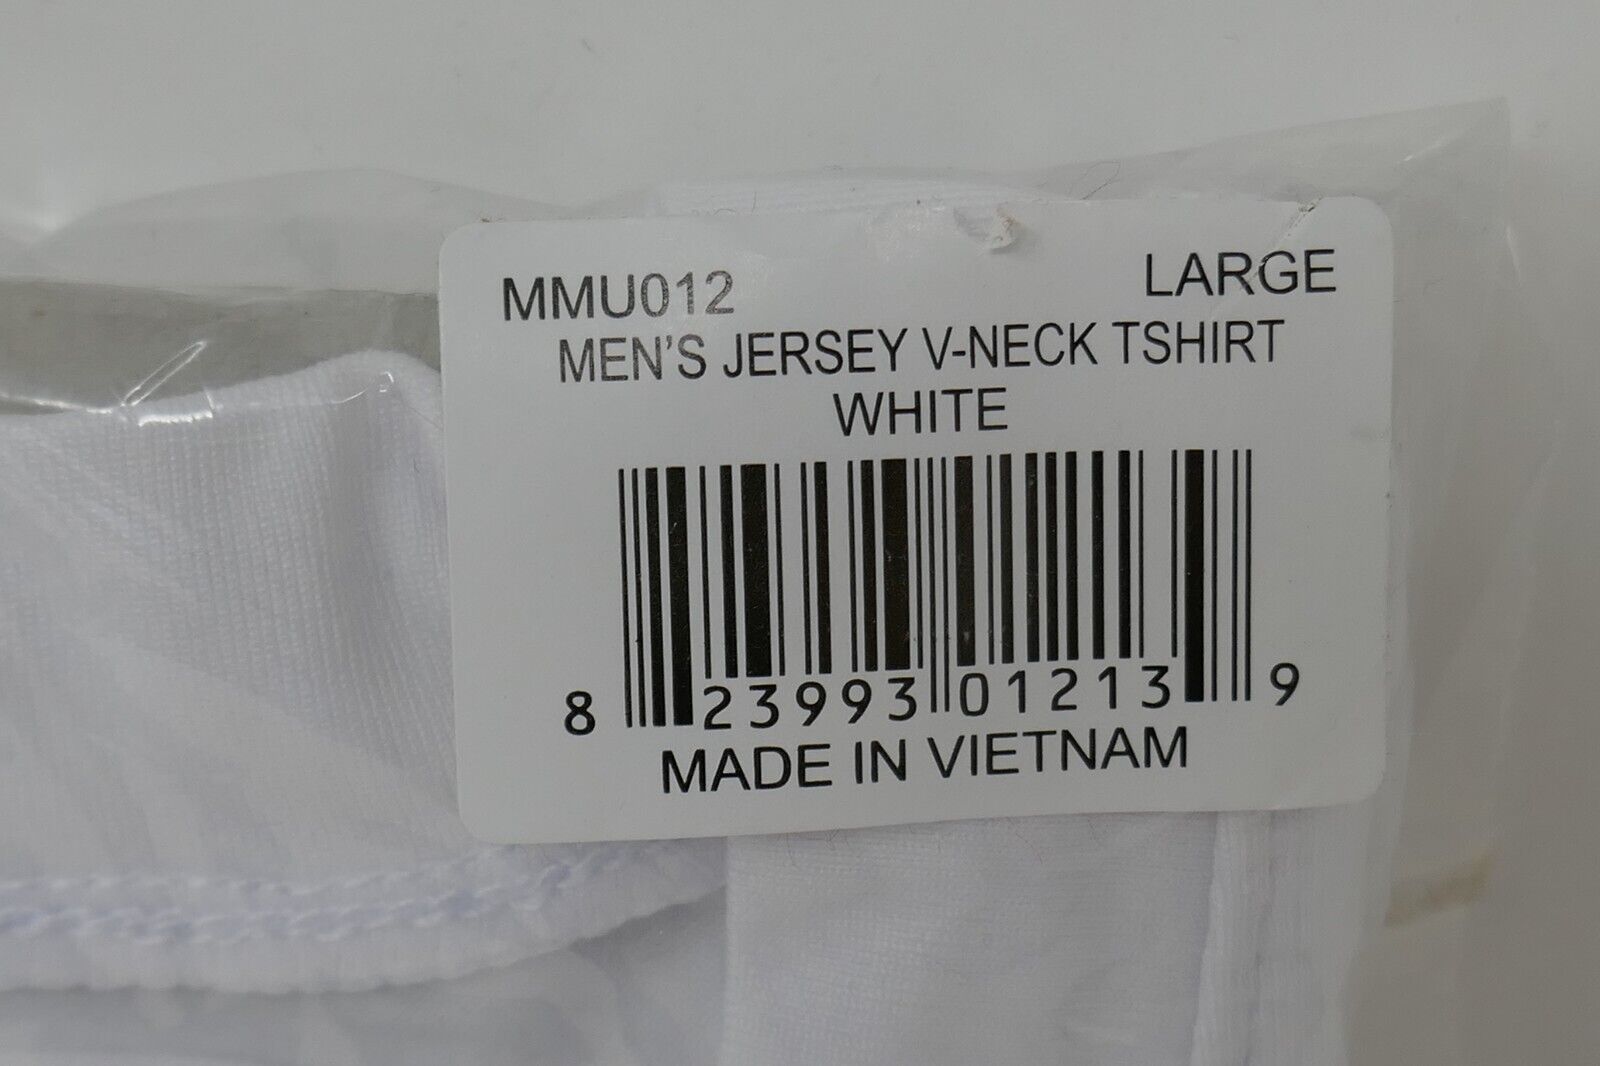 MMU012 LARGE
MEN'S JERSEY V-NECK TSHIRT
WHITE
8 23993 01213 9
MADE IN VIETNAM